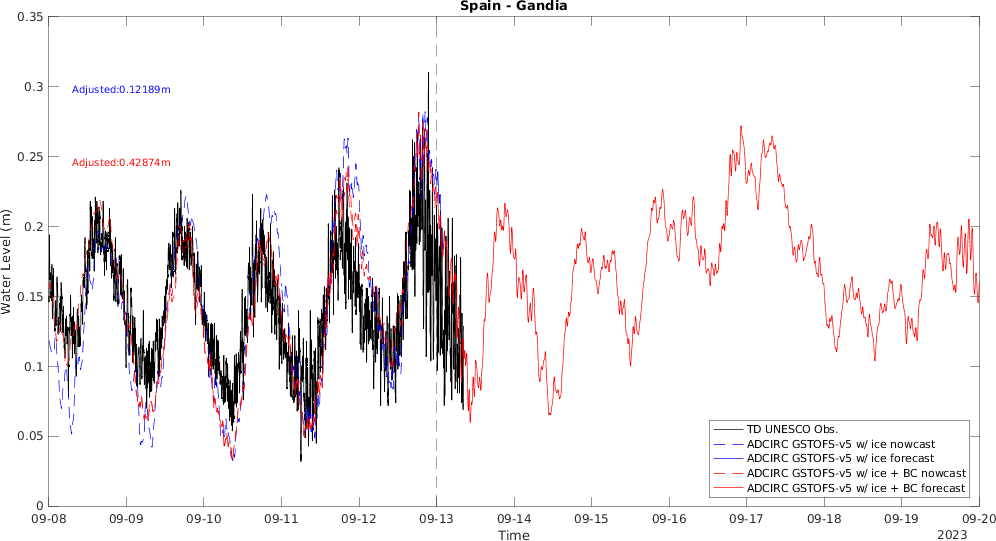 Spain - Gandia
0.35
0.3
0.25
0.2
0.15
0.1
0.05
0
Water Level (m)
Adjusted:0.12189m
Adjusted:0.42874m
TD UNESCO Obs.
ADCIRC GSTOFS-v5 w/ ice nowcast
ADCIRC GSTOFS-v5 w/ ice forecast
ADCIRC GSTOFS-v5 w/ ice + BC nowcast
ADCIRC GSTOFS-v5 w/ ice + BC forecast
09-08 09-09 09-10 09-11 09-12 09-13 09-14 09-15 09-16 09-17 09-18 09-19 09-20
Time
2023